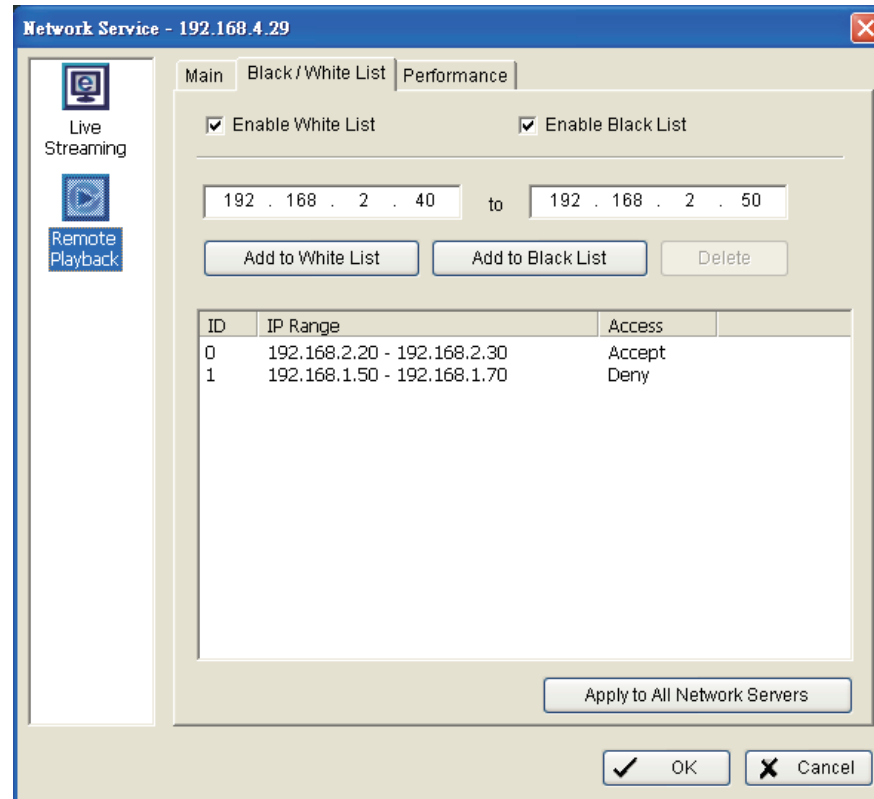 Network Service - 192.168.4.29
Live
Streaming
Remote
Playback
Main Black / White List Performance
Enable White List Enable Black List
192 . 168 . 2 . 40 to 192 . 168 . 2 . 50
Add to White List Add to Black List Delete
ID IP Range Access
0 192.168.2.20 - 192.168.2.30 Accept
1 192.168.1.50 - 192.168.1.70 Deny
Apply to All Network Servers
OK Cancel